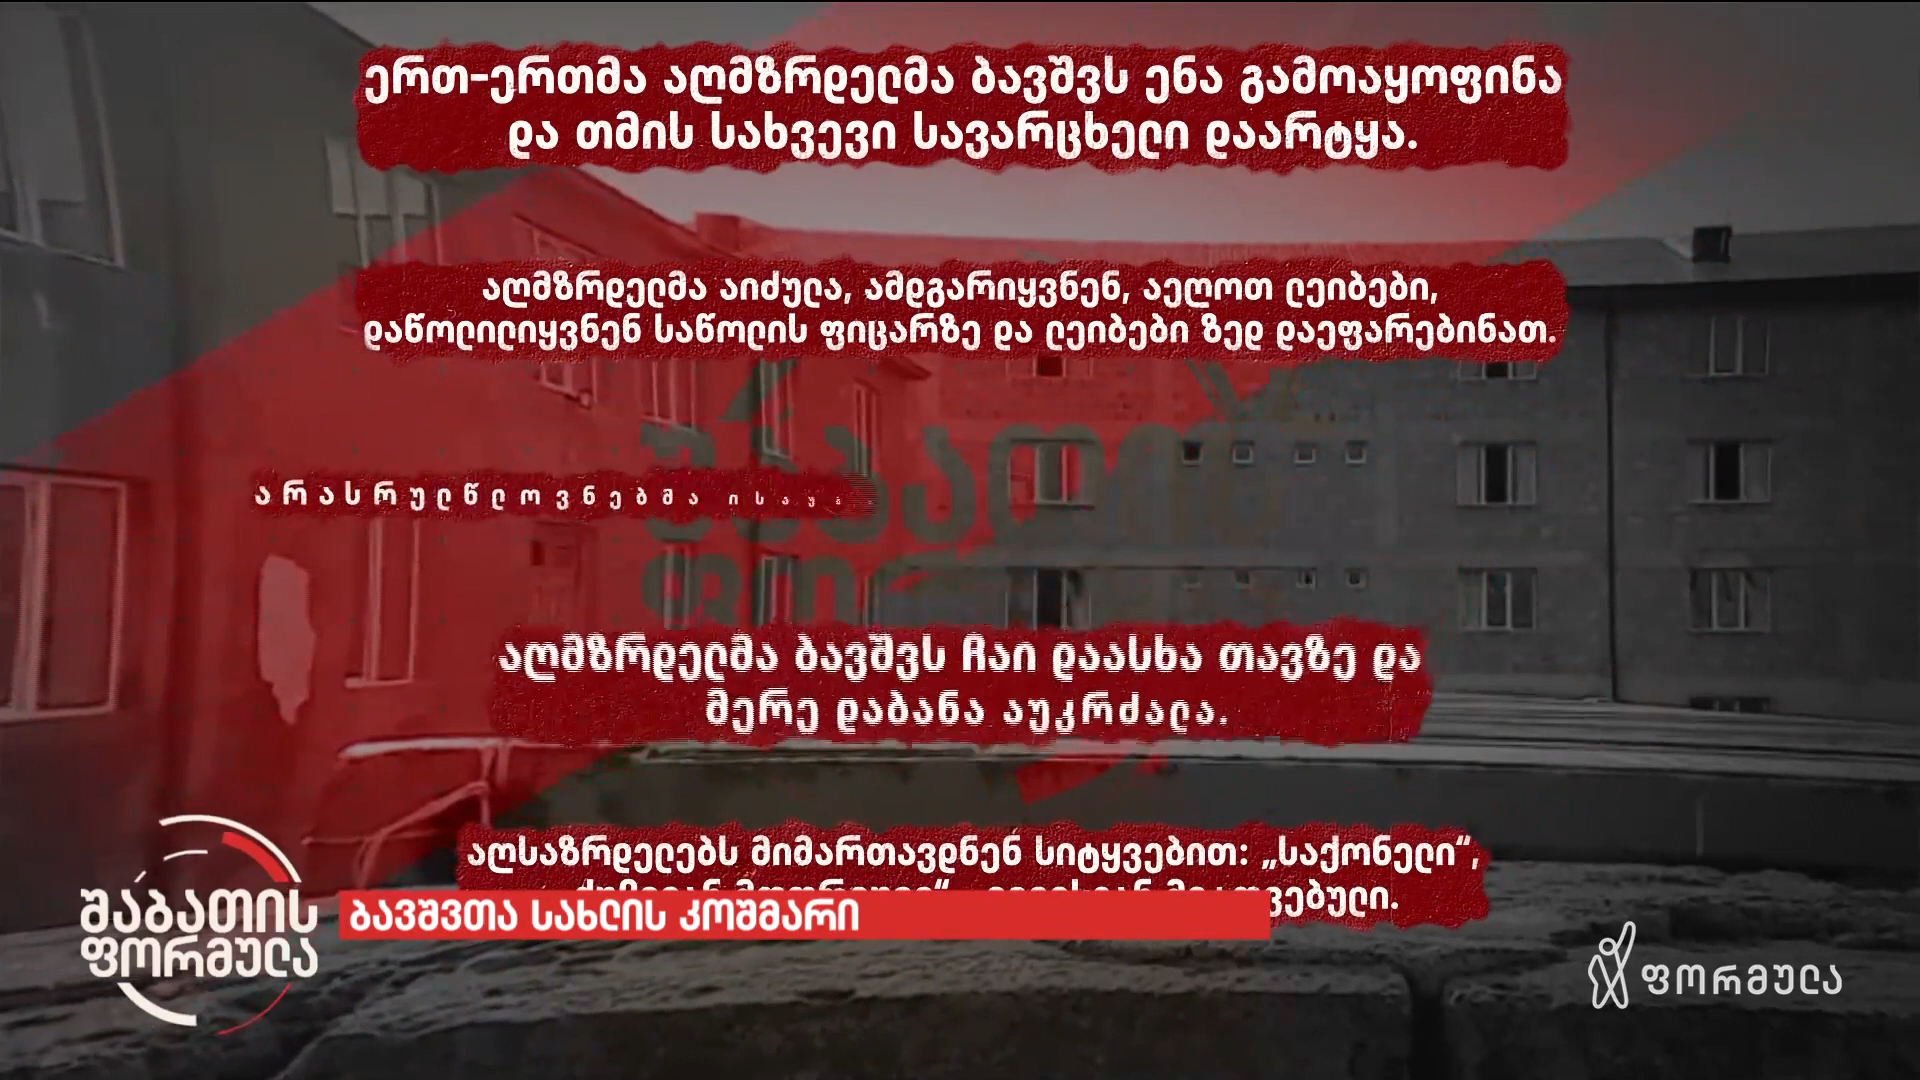 ერთ-ერთმა აღმზრდელმა ბავშვს ენა გამოაყოფინა
და თმის სახვევი სავარცხელი დაარტყა.
აღმზრდელმა აიძულა, ამდგარიყვნენ, აეღოთ ლეიბები,
დაწოლილიყვნენ საწოლის ფიცარზე და ლეიბები ზედ დაეფარებინათ.
შაბათის
ფორმულა
არასრულწლოვნებმა
აღმზრდელმა ბავშვს ჩაი დაასხა თავზე და
მერე დაბანა აუკრძალა.
აღსაზრდელებს მიმართავდნენ სიტყვებით: „საქონელი“,
ბავშვთა სახლის კოშმარი
შაბათის
ფორმულა
ფორმულა